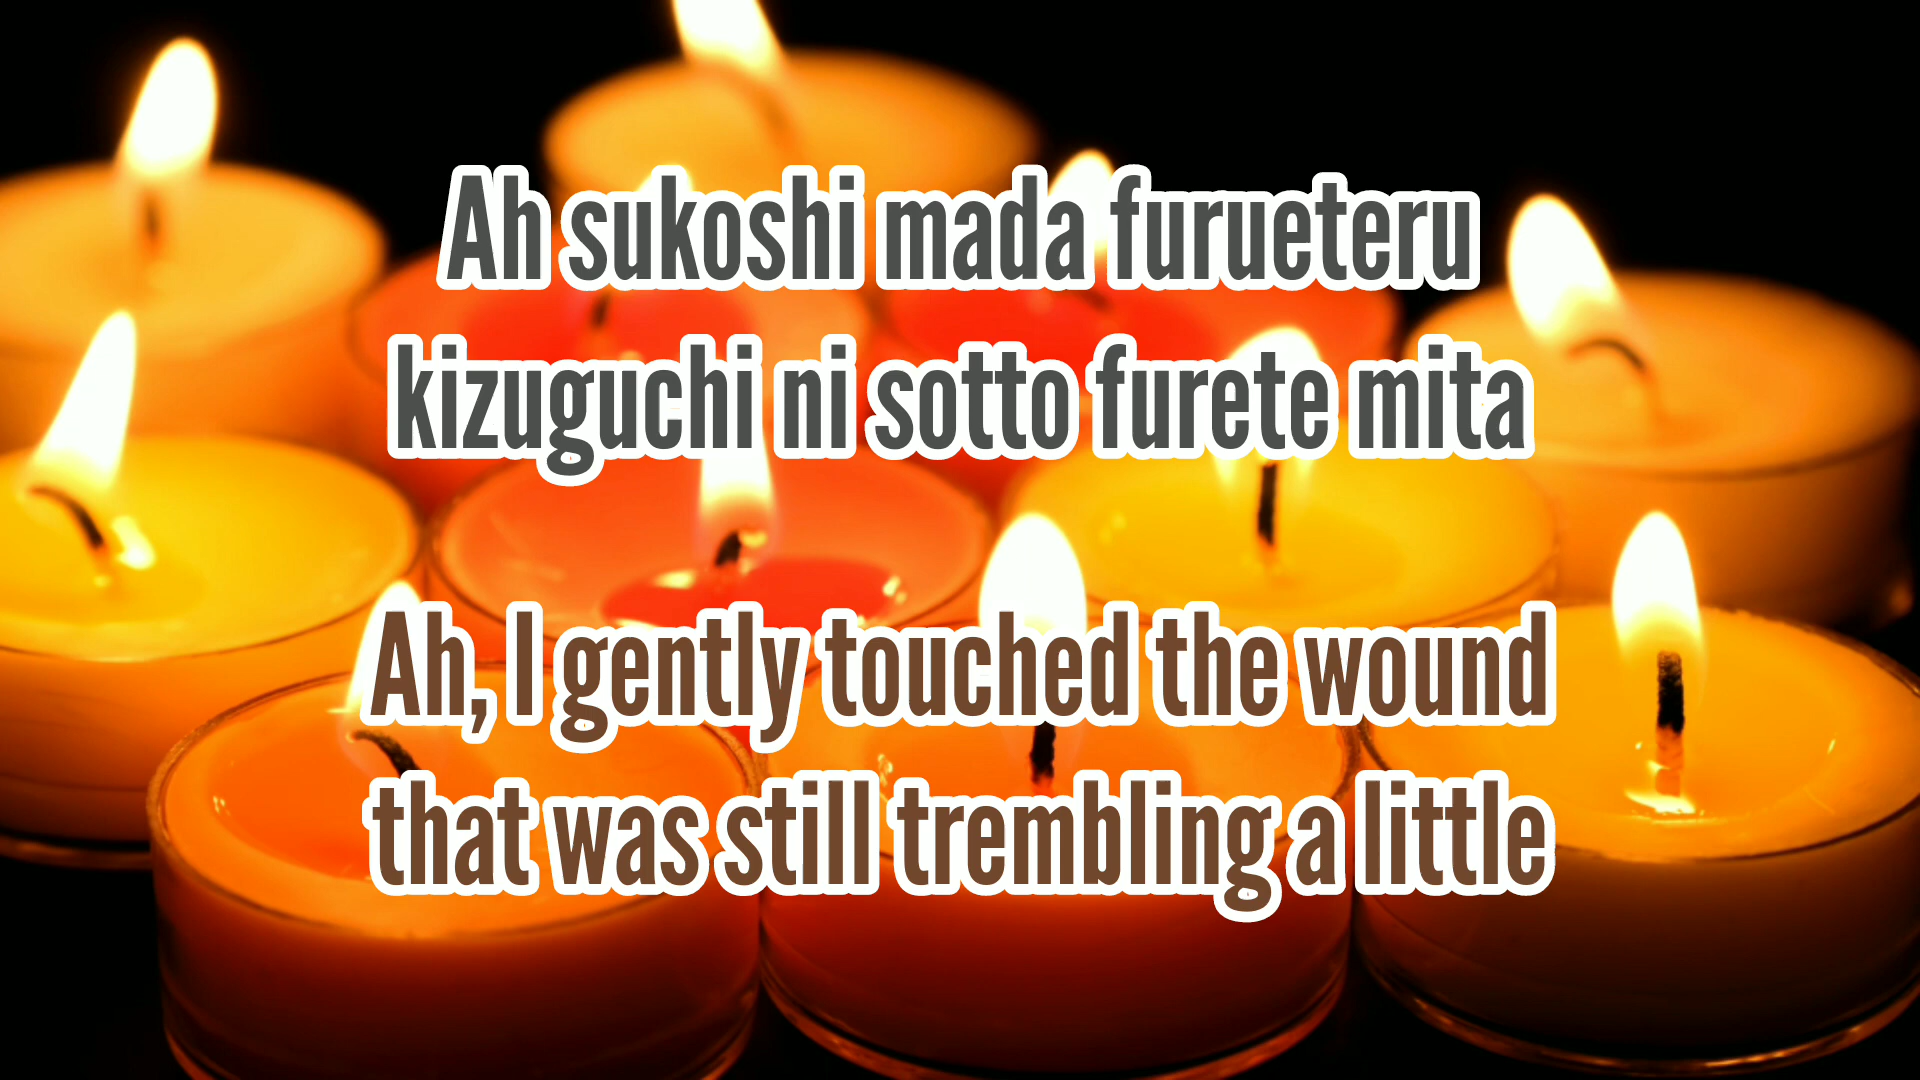 Ah sukoshi mada furueteru
kizuguchi ni sotto furete mita
Ah, I gently touched the wound
that was still trembling a little